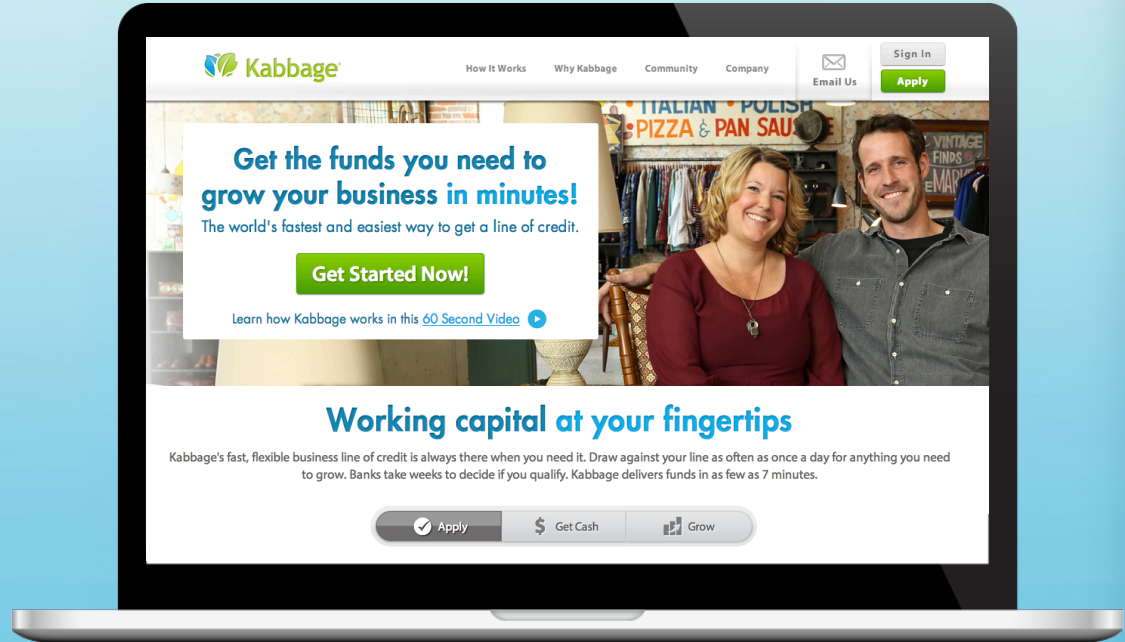 Kabbage
How It Works
Why Kabbage
Community
Company
Email Us
Sign In
Apply
ITALIAN • POLISH
PIZZA & PAN
VINTAGE
FINDS
Get the funds you need to
grow your business in minutes!
The world's fastest and easiest way to get a line of credit.
Get Started Now!
Learn how Kabbage works in this 60 Second Video
Working capital at your fingertips
Kabbage's fast, flexible business line of credit is always there when you need it. Draw against your line as often as once a day for anything you need
to grow. Banks take weeks to decide if you qualify. Kabbage delivers funds in as few as 7 minutes.
Apply
$ Get Cash
Grow